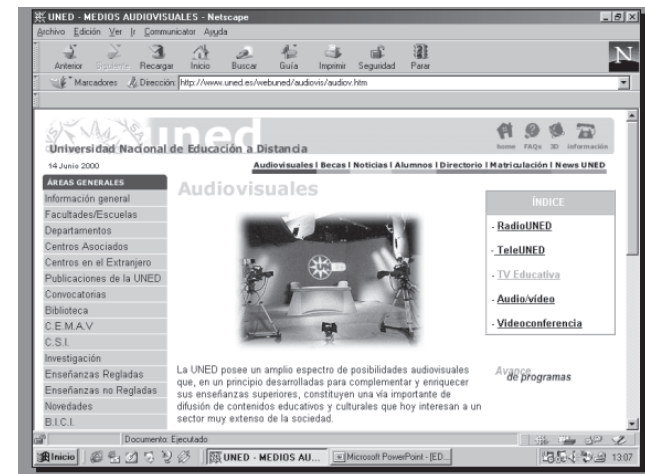 UNED - MEDIOS AUDIOVISUALES - Netscape
Archivo Edición Ver Ir Communicator Ayuda
Anterior Siguiente Recargar Inicio Buscar Guía Imprimir Seguridad Parar
N
Marcadores Dirección: http://www.uned.es/webuned/audiovis/audiov.htm
uned
Universidad Nacional de Educación a Distancia
home FAQs 3D información
14 Junio 2000
Audiovisuales | Becas | Noticias | Alumnos | Directorio | Matriculación | News UNED
ÁREAS GENERALES
Información general
Facultades/Escuelas
Departamentos
Centros Asociados
Centros en el Extranjero
Publicaciones de la UNED
Convocatorias
Biblioteca
C.E.M.A.V
C.S.I.
Investigación
Enseñanzas Regladas
Enseñanzas no Regladas
Novedades
B.I.C.I.
Audiovisuales
La UNED posee un amplio espectro de posibilidades audiovisuales
que, en un principio desarrolladas para complementar y enriquecer
sus enseñanzas superiores, constituyen una vía importante de
difusión de contenidos educativos y culturales que hoy interesan a un
sector muy extenso de la sociedad.
ÍNDICE
- RadioUNED
- TeleUNED
- TV Educativa
- Audio/vídeo
- Videoconferencia
Avance
de programas
Documento: Ejecutado
Inicio
UNED - MEDIOS AU...
Microsoft PowerPoint - [ED...
13:07